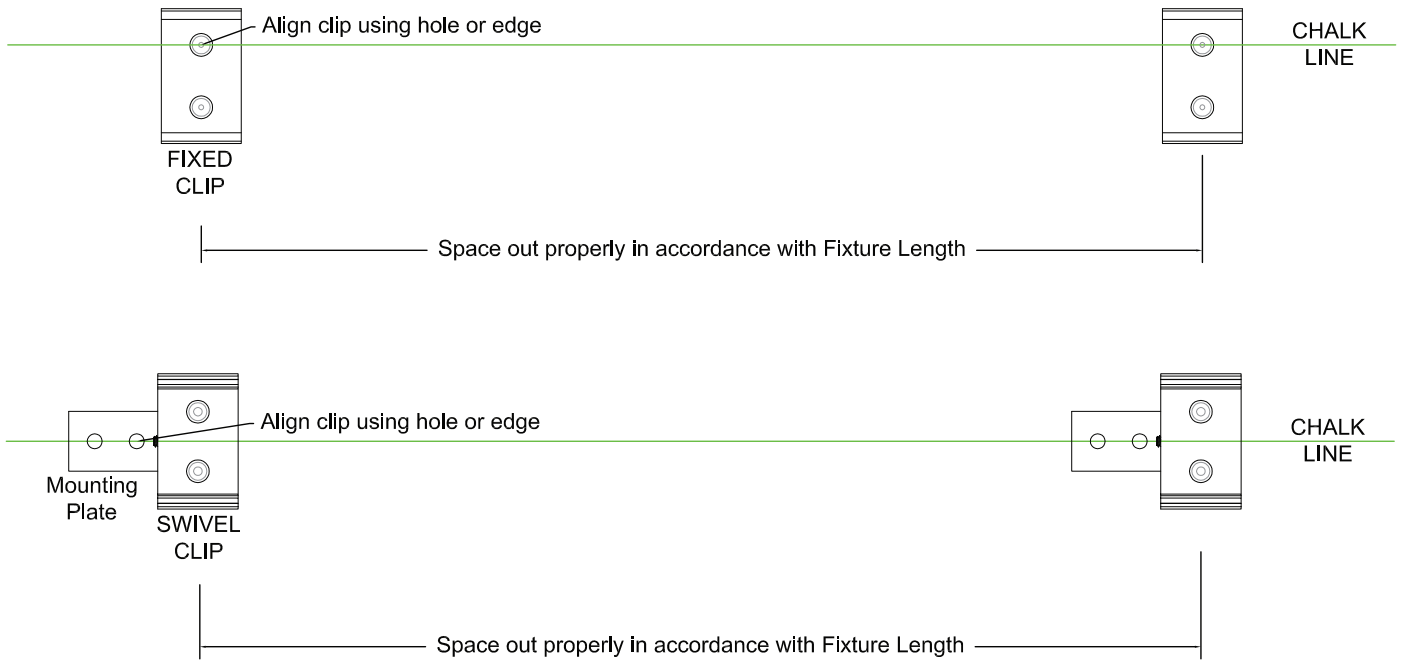 Align clip using hole or edge
CHALK
LINE
FIXED
CLIP
Space out properly in accordance with Fixture Length
Align clip using hole or edge
CHALK
LINE
Mounting
Plate
SWIVEL
CLIP
Space out properly in accordance with Fixture Length